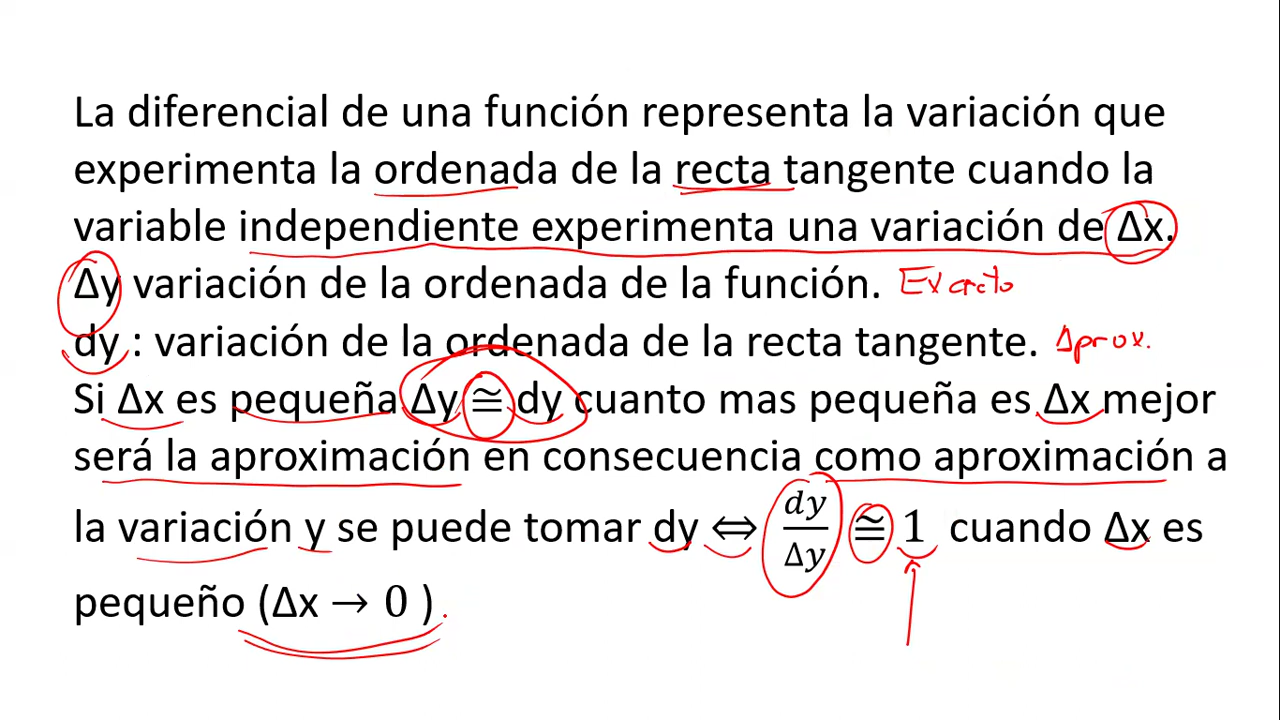 La diferencial de una función representa la variación que
experimenta la ordenada de la recta tangente cuando la
variable independiente experimenta una variación de Δx.
Δy variación de la ordenada de la función. Exacto
dy : variación de la ordenada de la recta tangente. Aprox.
Si Δx es pequeña Δy ≅ dy cuanto mas pequeña es Δx mejor
será la aproximación en consecuencia como aproximación a
la variación y se puede tomar dy ⇔ dy/Δy ≅ 1 cuando Δx es
pequeño (Δx → 0 ).